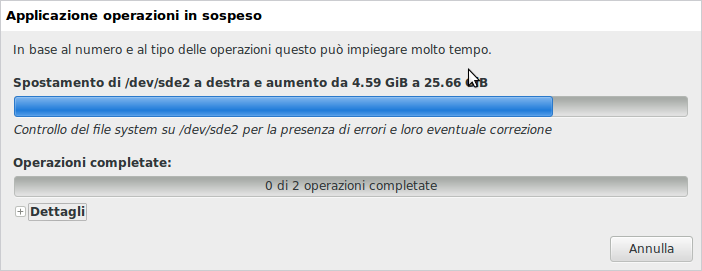 Applicazione operazioni in sospeso
In base al numero e al tipo delle operazioni questo può impiegare molto tempo.
Spostamento di /dev/sde2 a destra e aumento da 4.59 GiB a 25.66 GiB
Controllo del file system su /dev/sde2 per la presenza di errori e loro eventuale correzione
Operazioni completate:
0 di 2 operazioni completate
Dettagli
Annulla